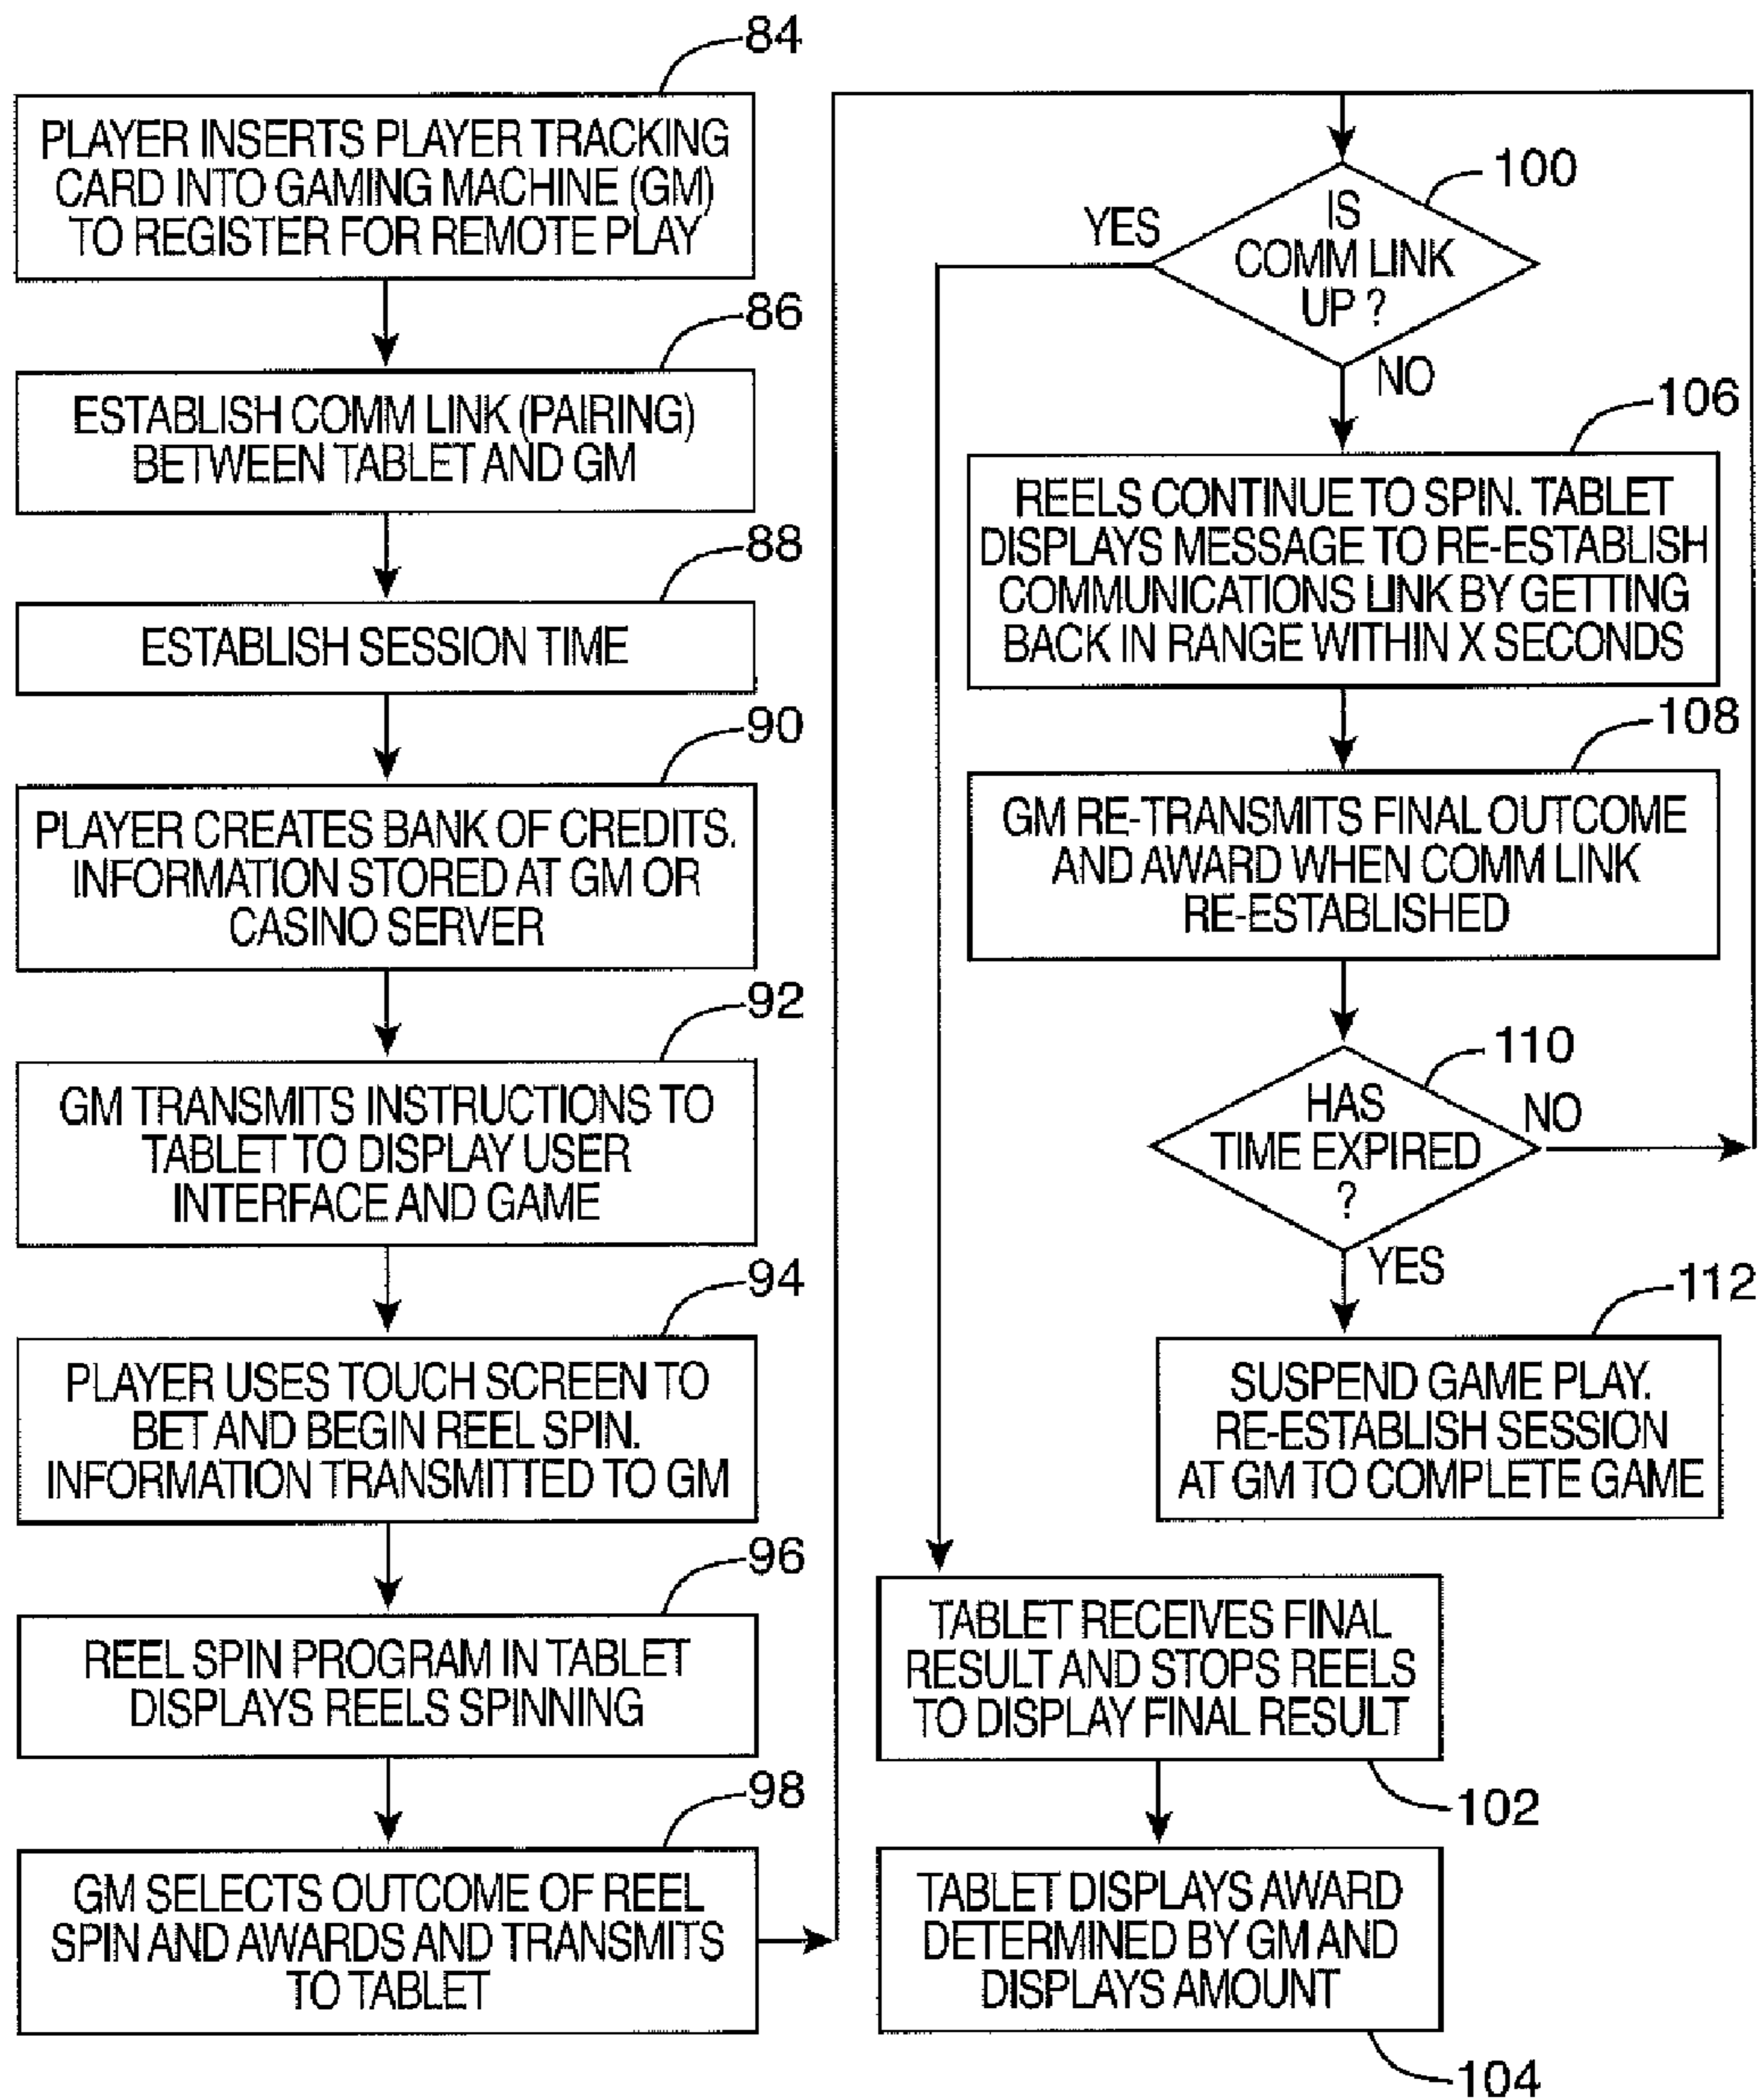 84
PLAYER INSERTS PLAYER TRACKING
CARD INTO GAMING MACHINE (GM)
TO REGISTER FOR REMOTE PLAY
86
ESTABLISH COMM LINK (PAIRING)
BETWEEN TABLET AND GM
88
ESTABLISH SESSION TIME
90
PLAYER CREATES BANK OF CREDITS.
INFORMATION STORED AT GM OR
CASINO SERVER
92
GM TRANSMITS INSTRUCTIONS TO
TABLET TO DISPLAY USER
INTERFACE AND GAME
94
PLAYER USES TOUCH SCREEN TO
BET AND BEGIN REEL SPIN.
INFORMATION TRANSMITTED TO GM
96
REEL SPIN PROGRAM IN TABLET
DISPLAYS REELS SPINNING
98
GM SELECTS OUTCOME OF REEL
SPIN AND AWARDS AND TRANSMITS
TO TABLET
100
IS
COMM LINK
UP ?
YES
NO
106
REELS CONTINUE TO SPIN. TABLET
DISPLAYS MESSAGE TO RE-ESTABLISH
COMMUNICATIONS LINK BY GETTING
BACK IN RANGE WITHIN X SECONDS
108
GM RE-TRANSMITS FINAL OUTCOME
AND AWARD WHEN COMM LINK
RE-ESTABLISHED
110
HAS
TIME EXPIRED
?
NO
YES
112
SUSPEND GAME PLAY.
RE-ESTABLISH SESSION
AT GM TO COMPLETE GAME
TABLET RECEIVES FINAL
RESULT AND STOPS REELS
TO DISPLAY FINAL RESULT
102
TABLET DISPLAYS AWARD
DETERMINED BY GM AND
DISPLAYS AMOUNT
104